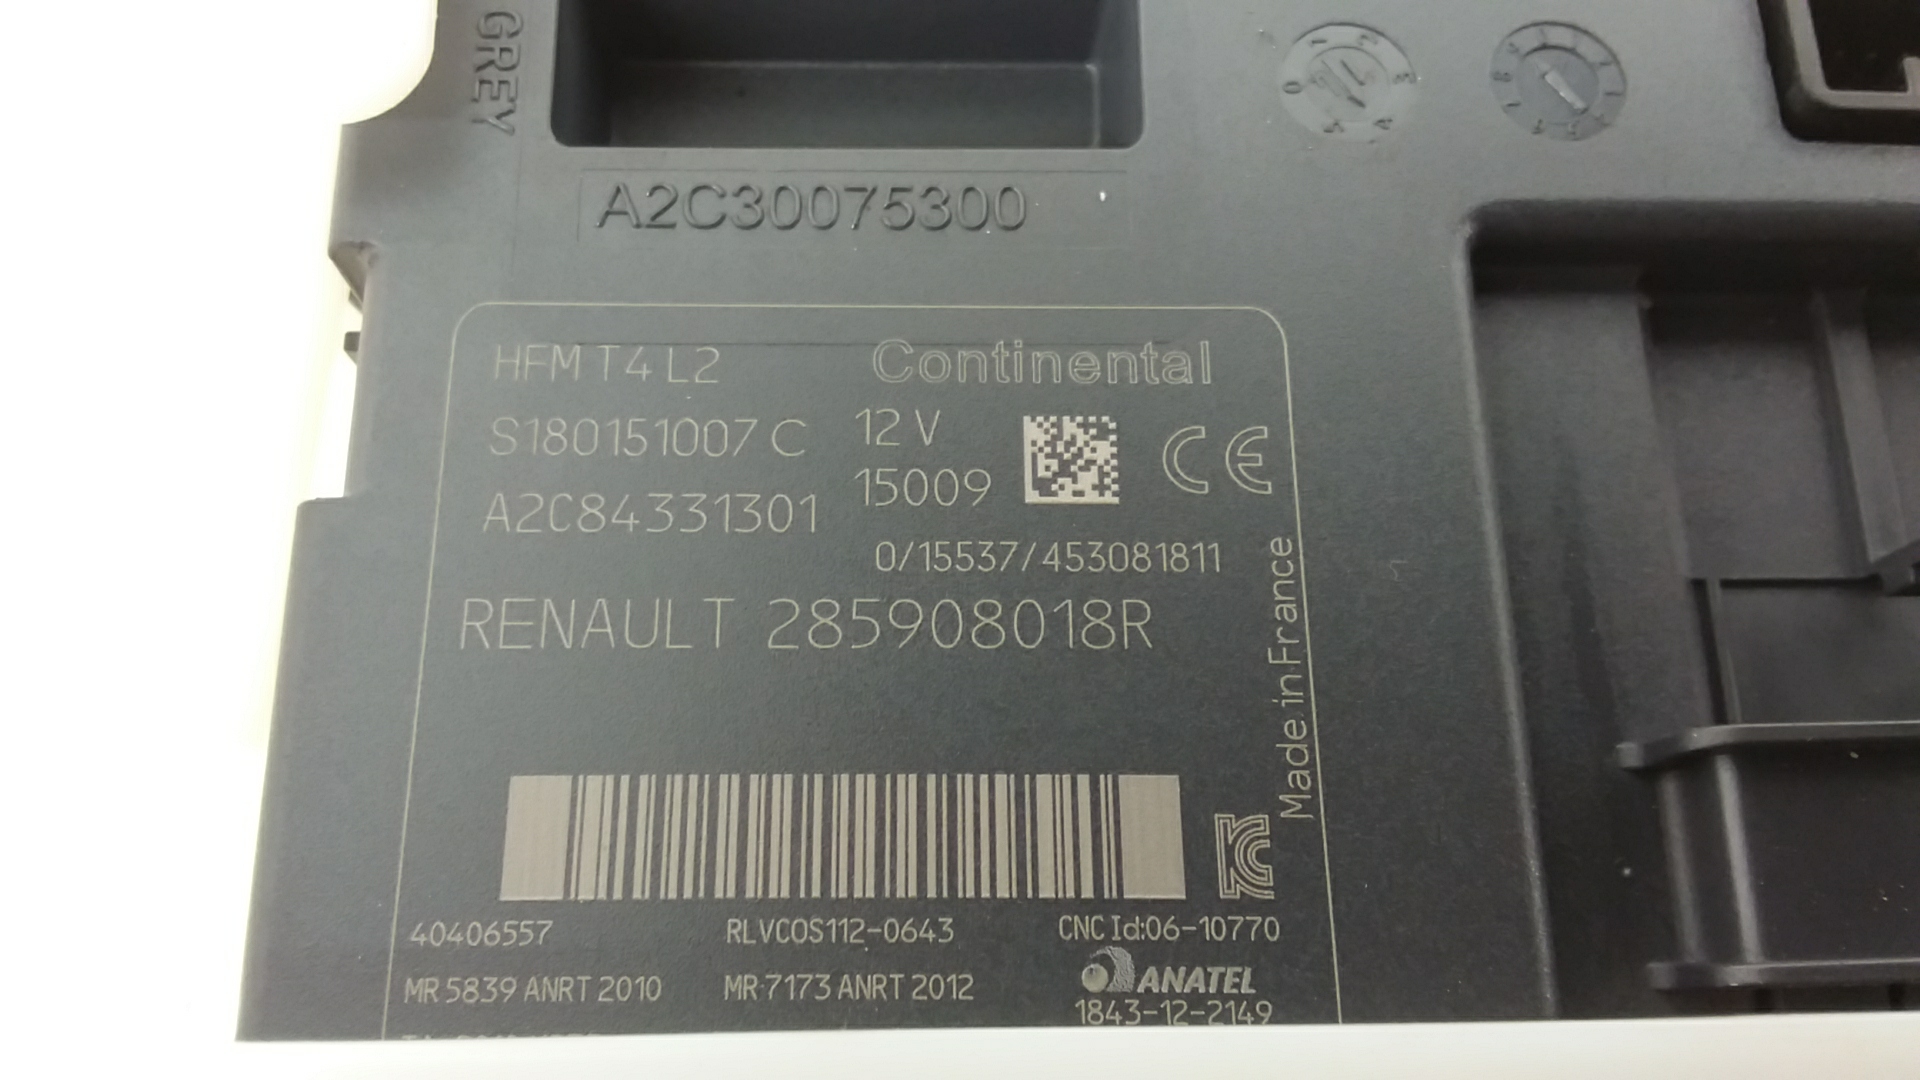 GREY
A2C30075300
HFM T4 L2
Continental
S180151007 C
12 V
A2C84331301
15009
CE
0/15537/453081811
RENAULT 285908018R
Made in France
40406557
RLVCOS112-0643
CNC Id:06-10770
MR 5839 ANRT 2010
MR 7173 ANRT 2012
ANATEL
1843-12-2149